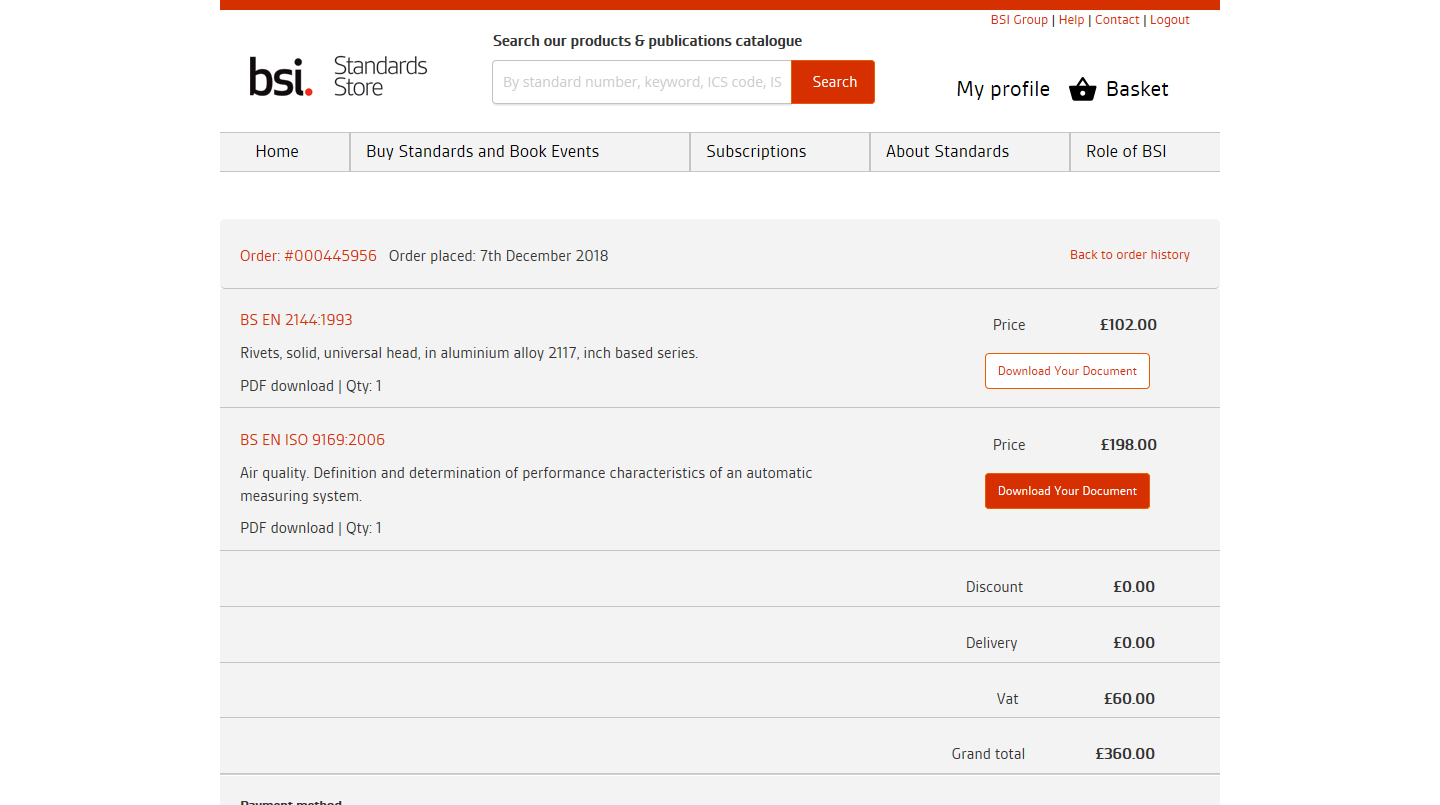 BSI Group | Help | Contact | Logout
Search our products & publications catalogue
bsi. Standards Store
By standard number, keyword, ICS code, IS
Search
My profile
Basket
Home
Buy Standards and Book Events
Subscriptions
About Standards
Role of BSI
Order: #000445956 Order placed: 7th December 2018
Back to order history
BS EN 2144:1993
Price £102.00
Rivets, solid, universal head, in aluminium alloy 2117, inch based series.
Download Your Document
PDF download | Qty: 1
BS EN ISO 9169:2006
Price £198.00
Air quality. Definition and determination of performance characteristics of an automatic
measuring system.
Download Your Document
PDF download | Qty: 1
Discount £0.00
Delivery £0.00
Vat £60.00
Grand total £360.00
Payment method